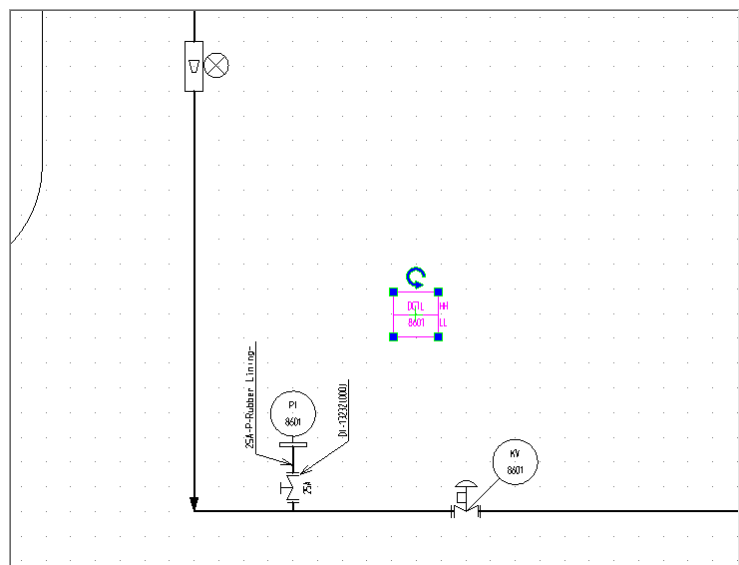 DGTL
HH
8601
LL
25A-P-Rubber Lining-
DI-13232(000)
PI
8601
25A
KV
8601